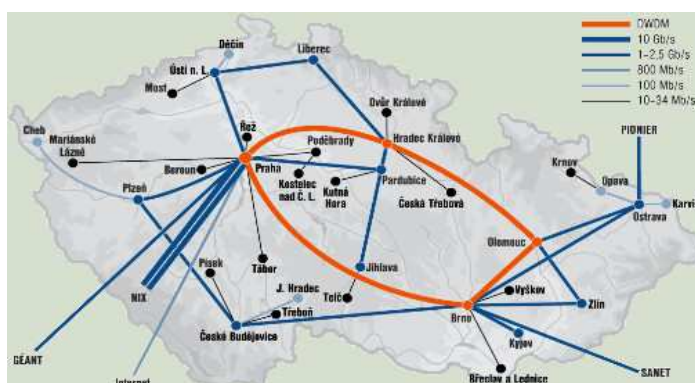 DWDM
10 Gb/s
1–2,5 Gb/s
800 Mb/s
100 Mb/s
10–34 Mb/s
Děčín
Liberec
Ústí n. L.
Most
Dvůr Králové
Cheb
Mariánské
Lázně
Řež
Poděbrady
Hradec Králové
PIONIER
Beroun
Praha
Krnov
Opava
Plzeň
Kostelec
nad Č. L.
Kutná
Hora
Pardubice
Česká Třebová
Ostrava
Karvi
Olomouc
Písek
Tábor
Jihlava
NIX
J. Hradec
Telč
Vyškov
Třeboň
Brno
Zlín
České Budějovice
Kyjov
GÉANT
Internet
Břeclav a Lednice
SANET